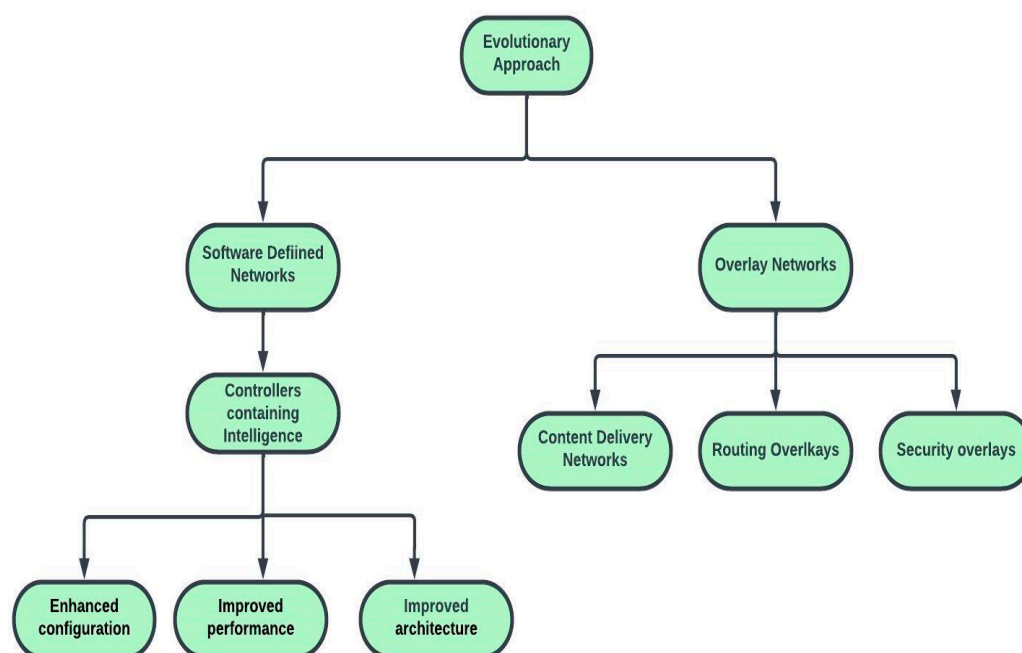 Evolutionary
Approach
Software Defiined
Networks
Overlay Networks
Controllers
containing
Intelligence
Content Delivery
Networks
Routing Overlkays
Security overlays
Enhanced
configuration
Improved
performance
Improved
architecture